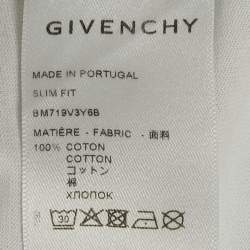 GIVENCHY
MADE IN PORTUGAL
SLIM FIT
BM719V3Y6B
MATIÈRE - FABRIC - 面料
100% COTON
COTTON
コットン
棉
ХЛОПОК
30